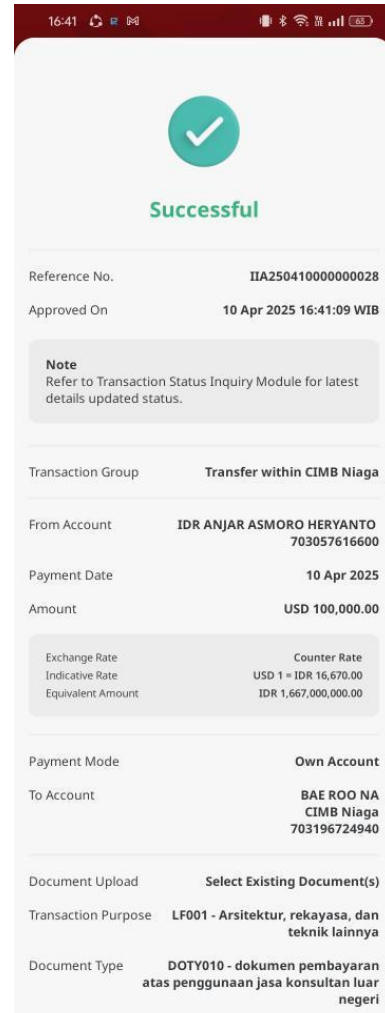 16:41
63
Successful
Reference No. IIA250410000000028
Approved On 10 Apr 2025 16:41:09 WIB
Note
Refer to Transaction Status Inquiry Module for latest
details updated status.
Transaction Group Transfer within CIMB Niaga
From Account IDR ANJAR ASMORO HERYANTO
703057616600
Payment Date 10 Apr 2025
Amount USD 100,000.00
Exchange Rate Counter Rate
Indicative Rate USD 1 = IDR 16,670.00
Equivalent Amount IDR 1,667,000,000.00
Payment Mode Own Account
To Account BAE ROO NA
CIMB Niaga
703196724940
Document Upload Select Existing Document(s)
Transaction Purpose LF001 - Arsitektur, rekayasa, dan
teknik lainnya
Document Type DOTY010 - dokumen pembayaran
atas penggunaan jasa konsultan luar
negeri